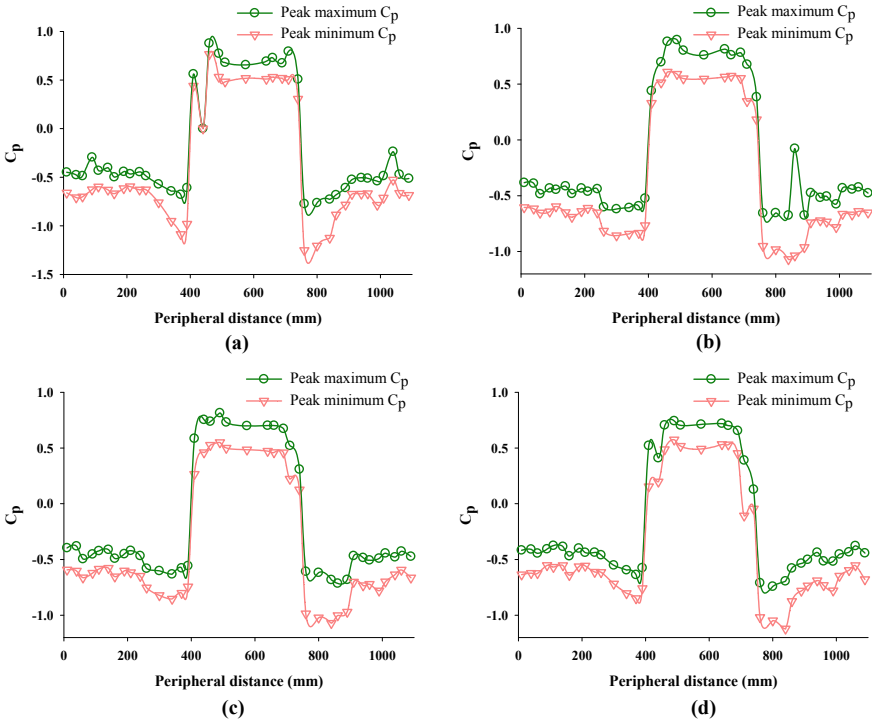 Peak maximum Cp
Peak minimum Cp
1.0
0.5
0.0
-0.5
-1.0
-1.5
Cp
0 200 400 600 800 1000
Peripheral distance (mm)
(a)
Peak maximum Cp
Peak minimum Cp
1.0
0.5
0.0
-0.5
-1.0
Cp
0 200 400 600 800 1000
Peripheral distance (mm)
(b)
Peak maximum Cp
Peak minimum Cp
1.0
0.5
0.0
-0.5
-1.0
Cp
0 200 400 600 800 1000
Peripheral distance (mm)
(c)
Peak maximum Cp
Peak minimum Cp
1.0
0.5
0.0
-0.5
-1.0
Cp
0 200 400 600 800 1000
Peripheral distance (mm)
(d)